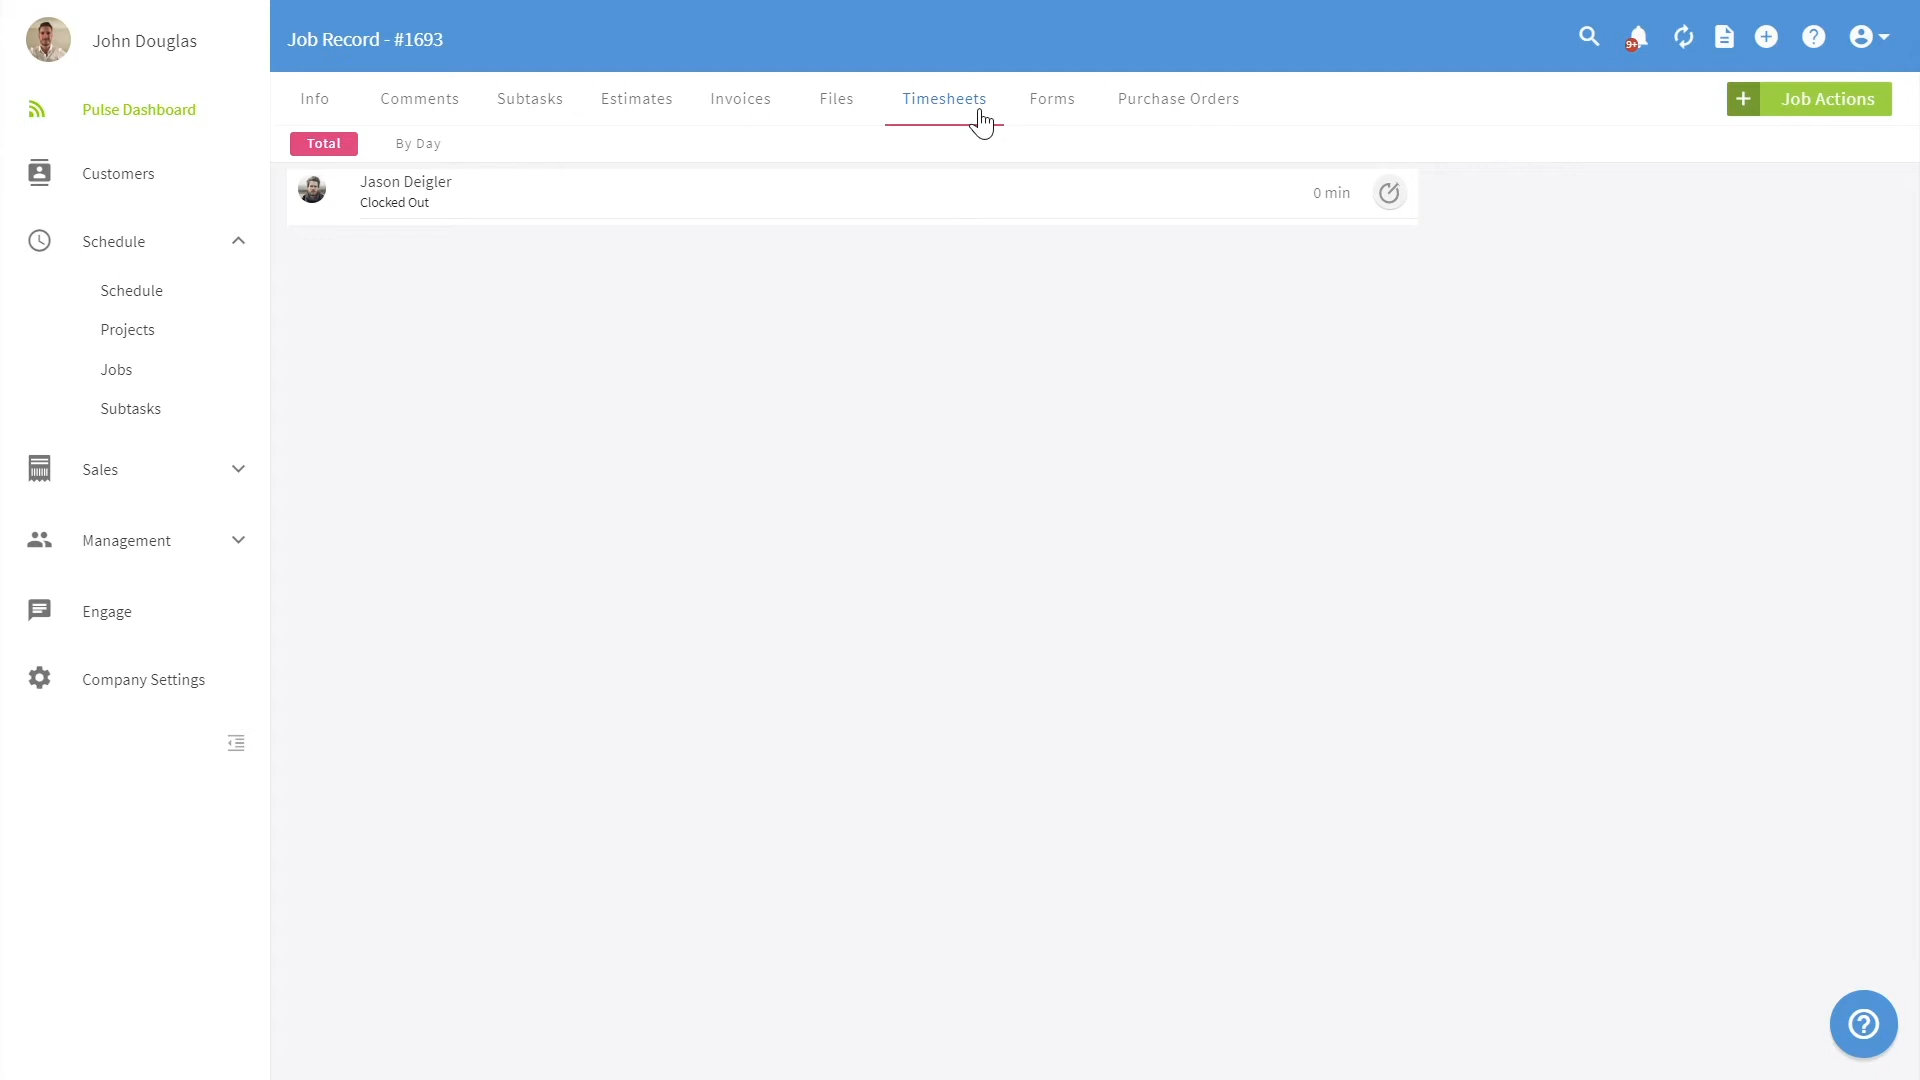 John Douglas
Job Record - #1693
9+
Pulse Dashboard
Customers
Schedule
Schedule
Projects
Jobs
Subtasks
Sales
Management
Engage
Company Settings
Info Comments Subtasks Estimates Invoices Files Timesheets Forms Purchase Orders
+ Job Actions
Total By Day
Jason Deigler
Clocked Out
0 min